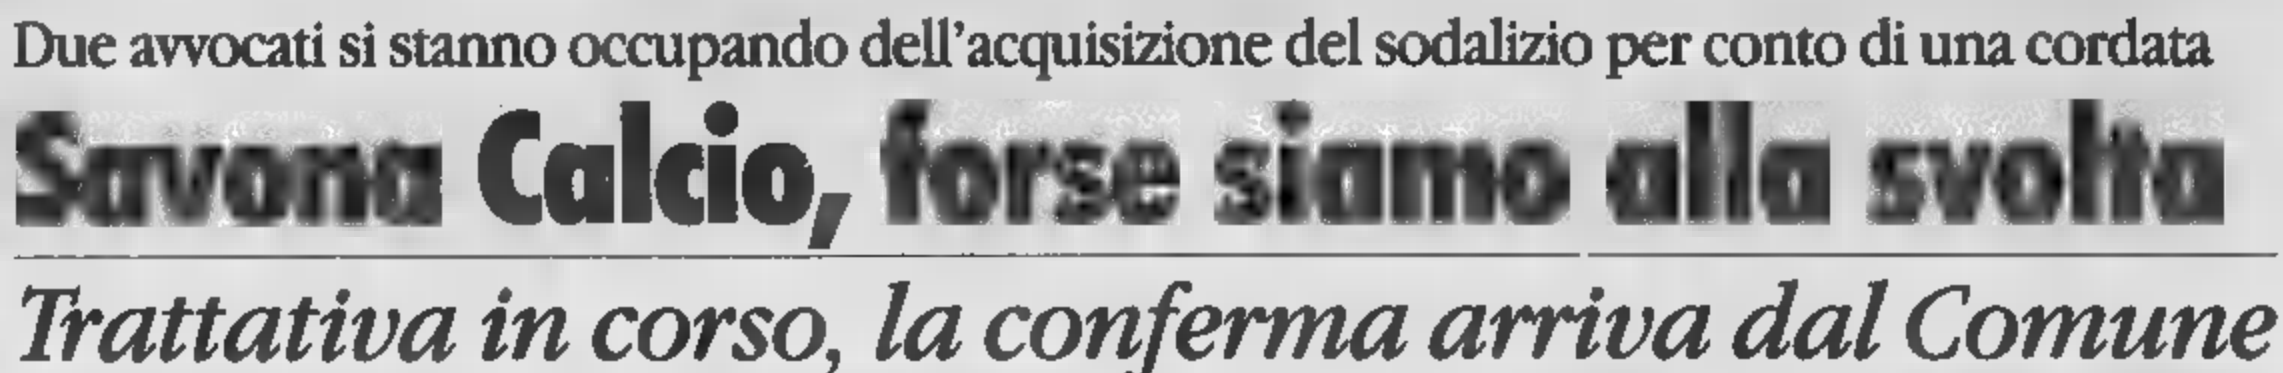 Due avvocati si stanno occupando dell'acquisizione del sodalizio per conto di una cordata
Savona Calcio, forse siamo alla svolta
Trattativa in corso, la conferma arriva dal Comune